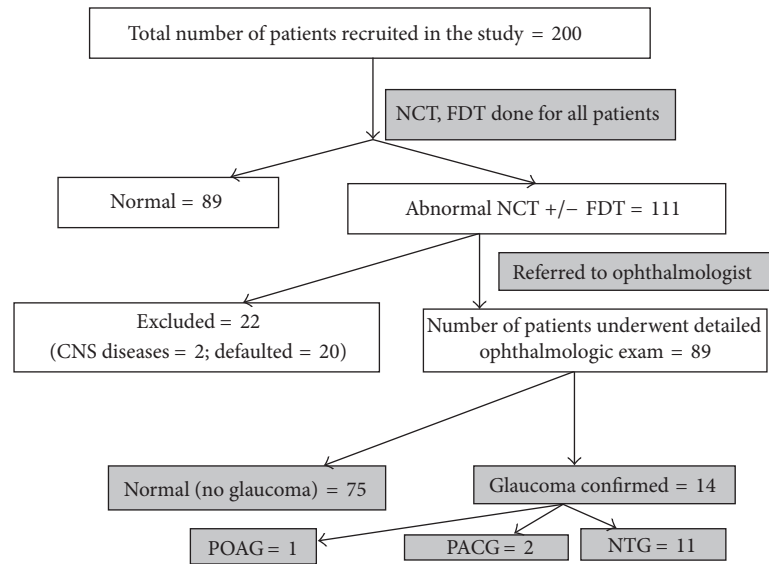 Total number of patients recruited in the study = 200
NCT, FDT done for all patients
Normal = 89
Abnormal NCT +/− FDT = 111
Referred to ophthalmologist
Excluded = 22
(CNS diseases = 2; defaulted = 20)
Number of patients underwent detailed
ophthalmologic exam = 89
Normal (no glaucoma) = 75
Glaucoma confirmed = 14
POAG = 1
PACG = 2
NTG = 11